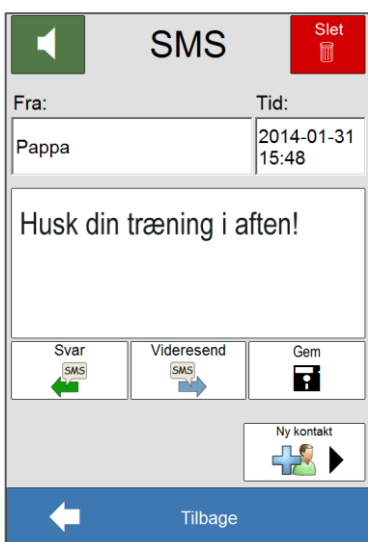 SMS
Slet
Fra:
Tid:
Pappa
2014-01-31
15:48
Husk din træning i aften!
Svar
SMS
Videresend
SMS
Gem
Ny kontakt
Tilbage